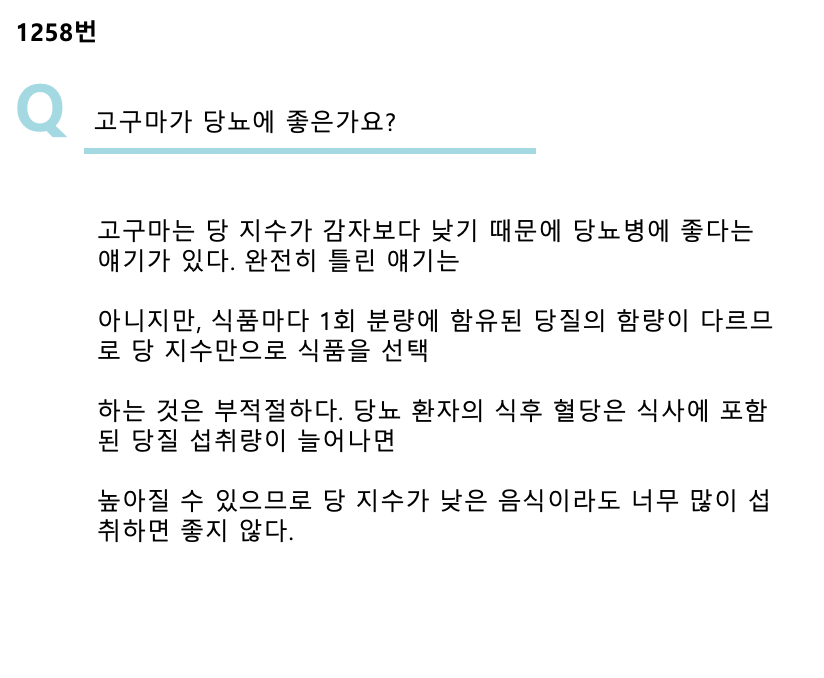 1258번
Q 고구마가 당뇨에 좋은가요?
고구마는 당 지수가 감자보다 낮기 때문에 당뇨병에 좋다는
얘기가 있다. 완전히 틀린 얘기는
아니지만, 식품마다 1회 분량에 함유된 당질의 함량이 다르므
로 당 지수만으로 식품을 선택
하는 것은 부적절하다. 당뇨 환자의 식후 혈당은 식사에 포함
된 당질 섭취량이 늘어나면
높아질 수 있으므로 당 지수가 낮은 음식이라도 너무 많이 섭
취하면 좋지 않다.